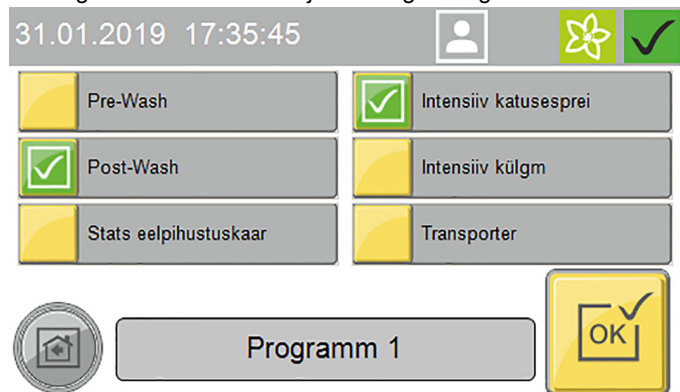 31.01.2019 17:35:45
Pre-Wash
Intensiiv katusesprei
Post-Wash
Intensiiv külgm
Stats eelpihustuskaar
Transporter
Programm 1
OK